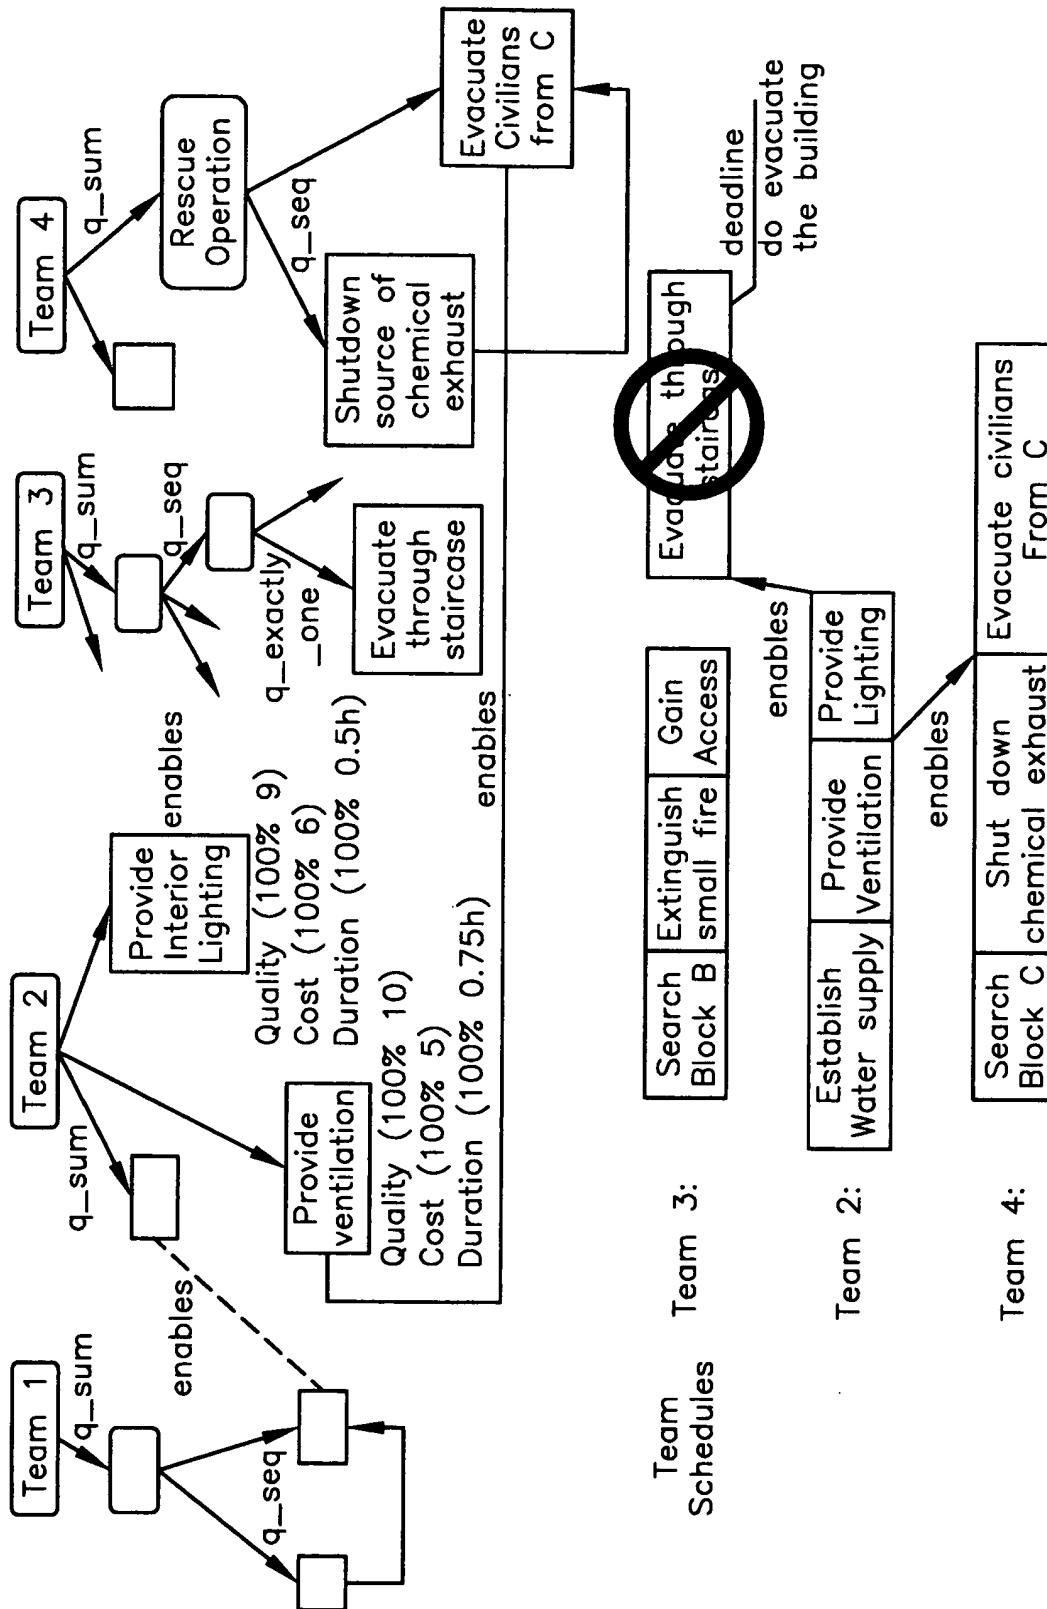 Team 1
q_sum
q_seq
enables
Team 2
q_sum
Provide
ventilation
Quality (100% 10)
Cost (100% 5)
Duration (100% 0.75h)
Provide
Interior
Lighting
Quality (100% 9)
Cost (100% 6)
Duration (100% 0.5h)
enables
enables
Team 3
q_sum
q_seq
q_exactly
_one
Evacuate
through
staircase
Team 4
q_sum
Rescue
Operation
q_seq
Shutdown
source of
chemical
exhaust
Evacuate
Civilians
from C
Team
Schedules
Team 3:
Search
Block B
Extinguish
small fire
Gain
Access
Evacuate through
staircase
deadline
do evacuate
the building
enables
Team 2:
Establish
Water supply
Provide
Ventilation
Provide
Lighting
enables
Team 4:
Search
Block C
Shut down
chemical exhaust
Evacuate civilians
From C